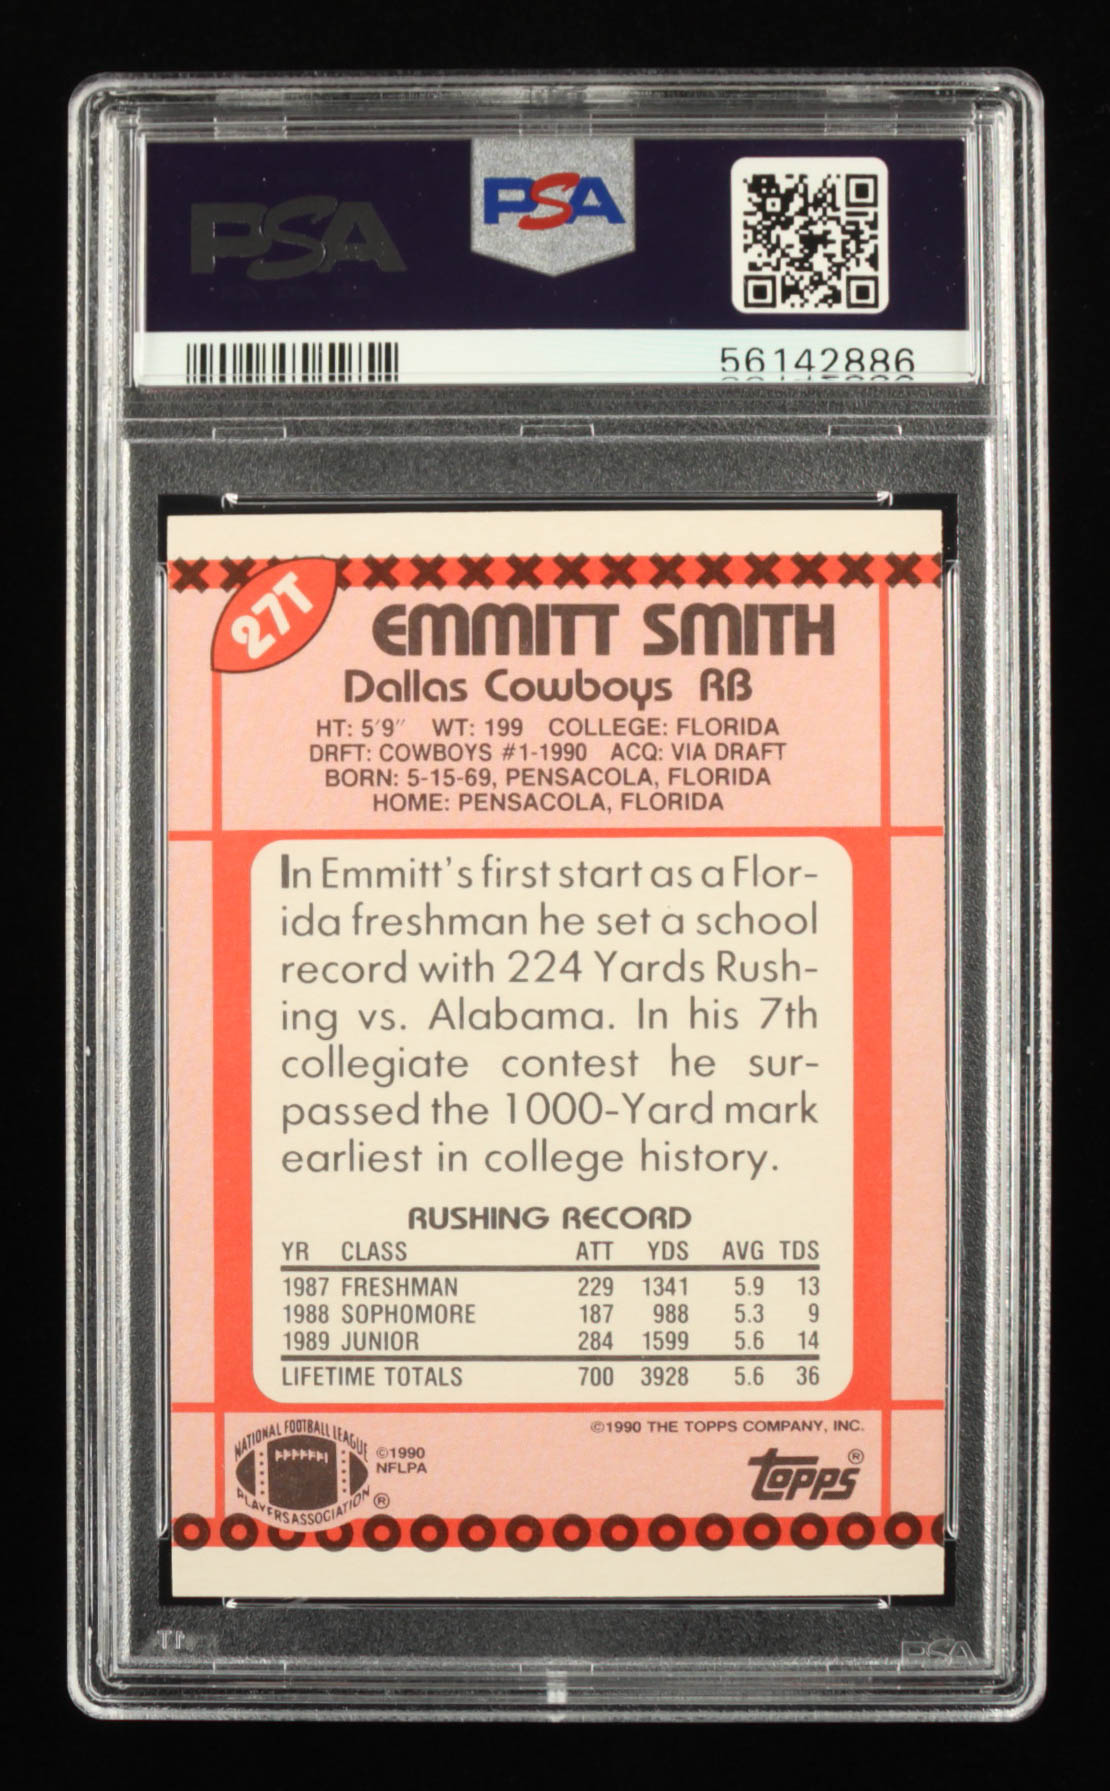 PSA
PSA
56142886
27T
EMMITT SMITH
Dallas Cowboys RB
HT: 5'9" WT: 199 COLLEGE: FLORIDA
DRFT: COWBOYS #1-1990 ACQ: VIA DRAFT
BORN: 5-15-69, PENSACOLA, FLORIDA
HOME: PENSACOLA, FLORIDA
In Emmitt's first start as a Flor-
ida freshman he set a school
record with 224 Yards Rush-
ing vs. Alabama. In his 7th
collegiate contest he sur-
passed the 1000-Yard mark
earliest in college history.
RUSHING RECORD
YR CLASS ATT YDS AVG TDS
1987 FRESHMAN 229 1341 5.9 13
1988 SOPHOMORE 187 988 5.3 9
1989 JUNIOR 284 1599 5.6 14
LIFETIME TOTALS 700 3928 5.6 36
NATIONAL FOOTBALL LEAGUE
PLAYERS ASSOCIATION ®
©1990
NFLPA
©1990 THE TOPPS COMPANY, INC.
topps®
PSA